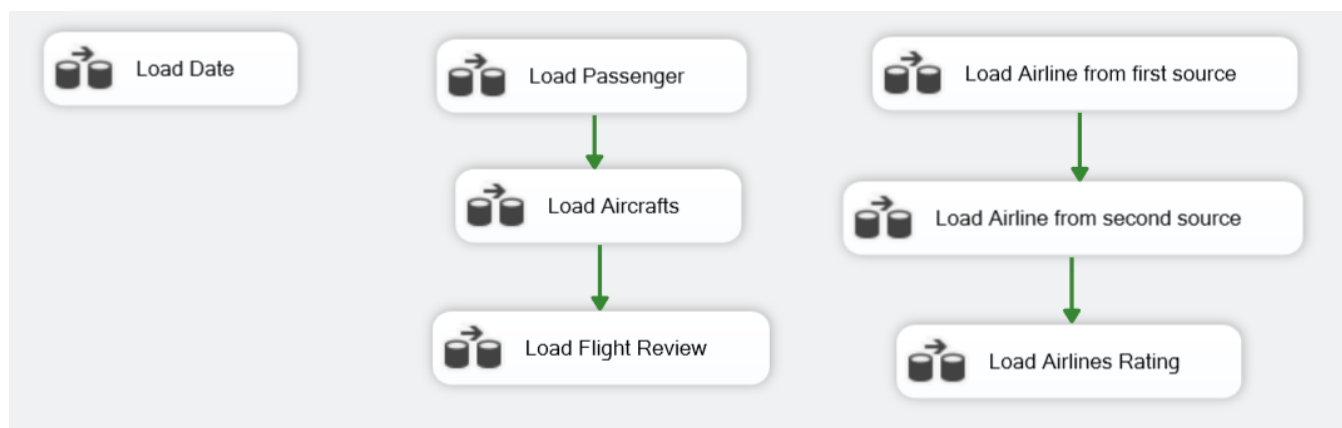 Load Date
Load Passenger
Load Airline from first source
Load Aircrafts
Load Airline from second source
Load Flight Review
Load Airlines Rating